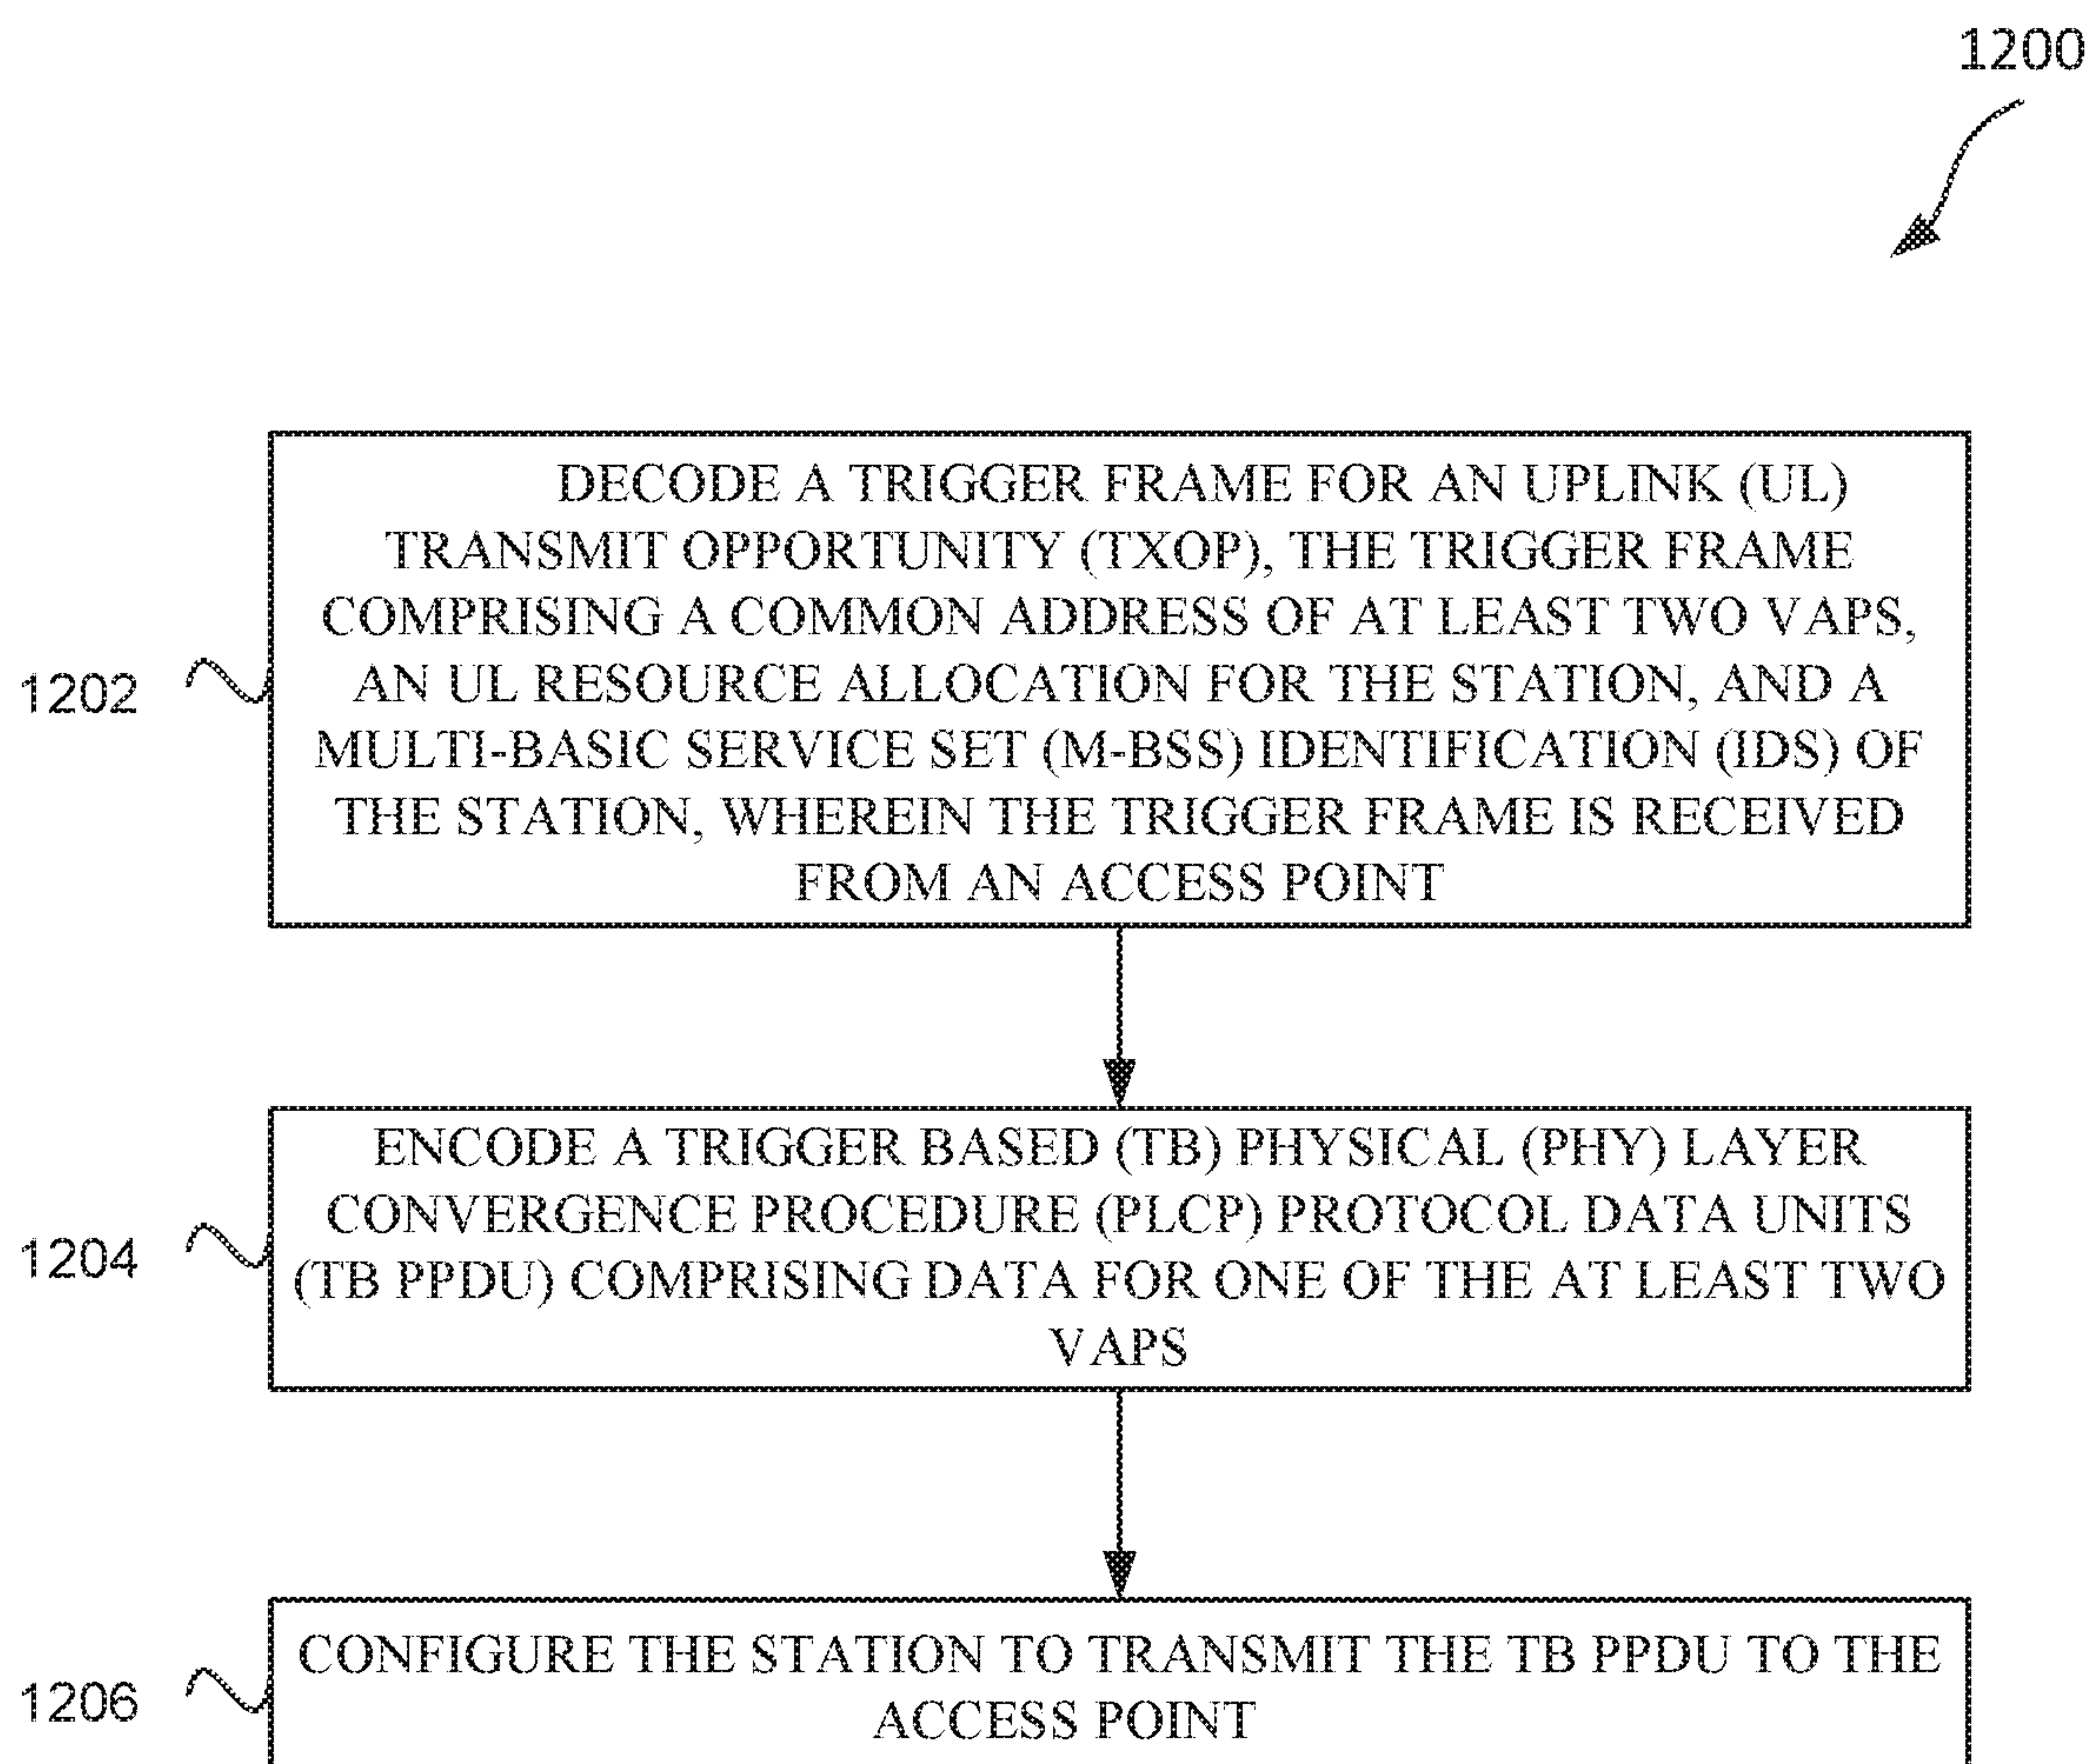 1200
DECODE A TRIGGER FRAME FOR AN UPLINK (UL)
TRANSMIT OPPORTUNITY (TXOP), THE TRIGGER FRAME
COMPRISING A COMMON ADDRESS OF AT LEAST TWO VAPS,
AN UL RESOURCE ALLOCATION FOR THE STATION, AND A
MULTI-BASIC SERVICE SET (M-BSS) IDENTIFICATION (IDS) OF
THE STATION, WHEREIN THE TRIGGER FRAME IS RECEIVED
FROM AN ACCESS POINT
1202
ENCODE A TRIGGER BASED (TB) PHYSICAL (PHY) LAYER
CONVERGENCE PROCEDURE (PLCP) PROTOCOL DATA UNITS
(TB PPDU) COMPRISING DATA FOR ONE OF THE AT LEAST TWO
VAPS
1204
CONFIGURE THE STATION TO TRANSMIT THE TB PPDU TO THE
ACCESS POINT
1206